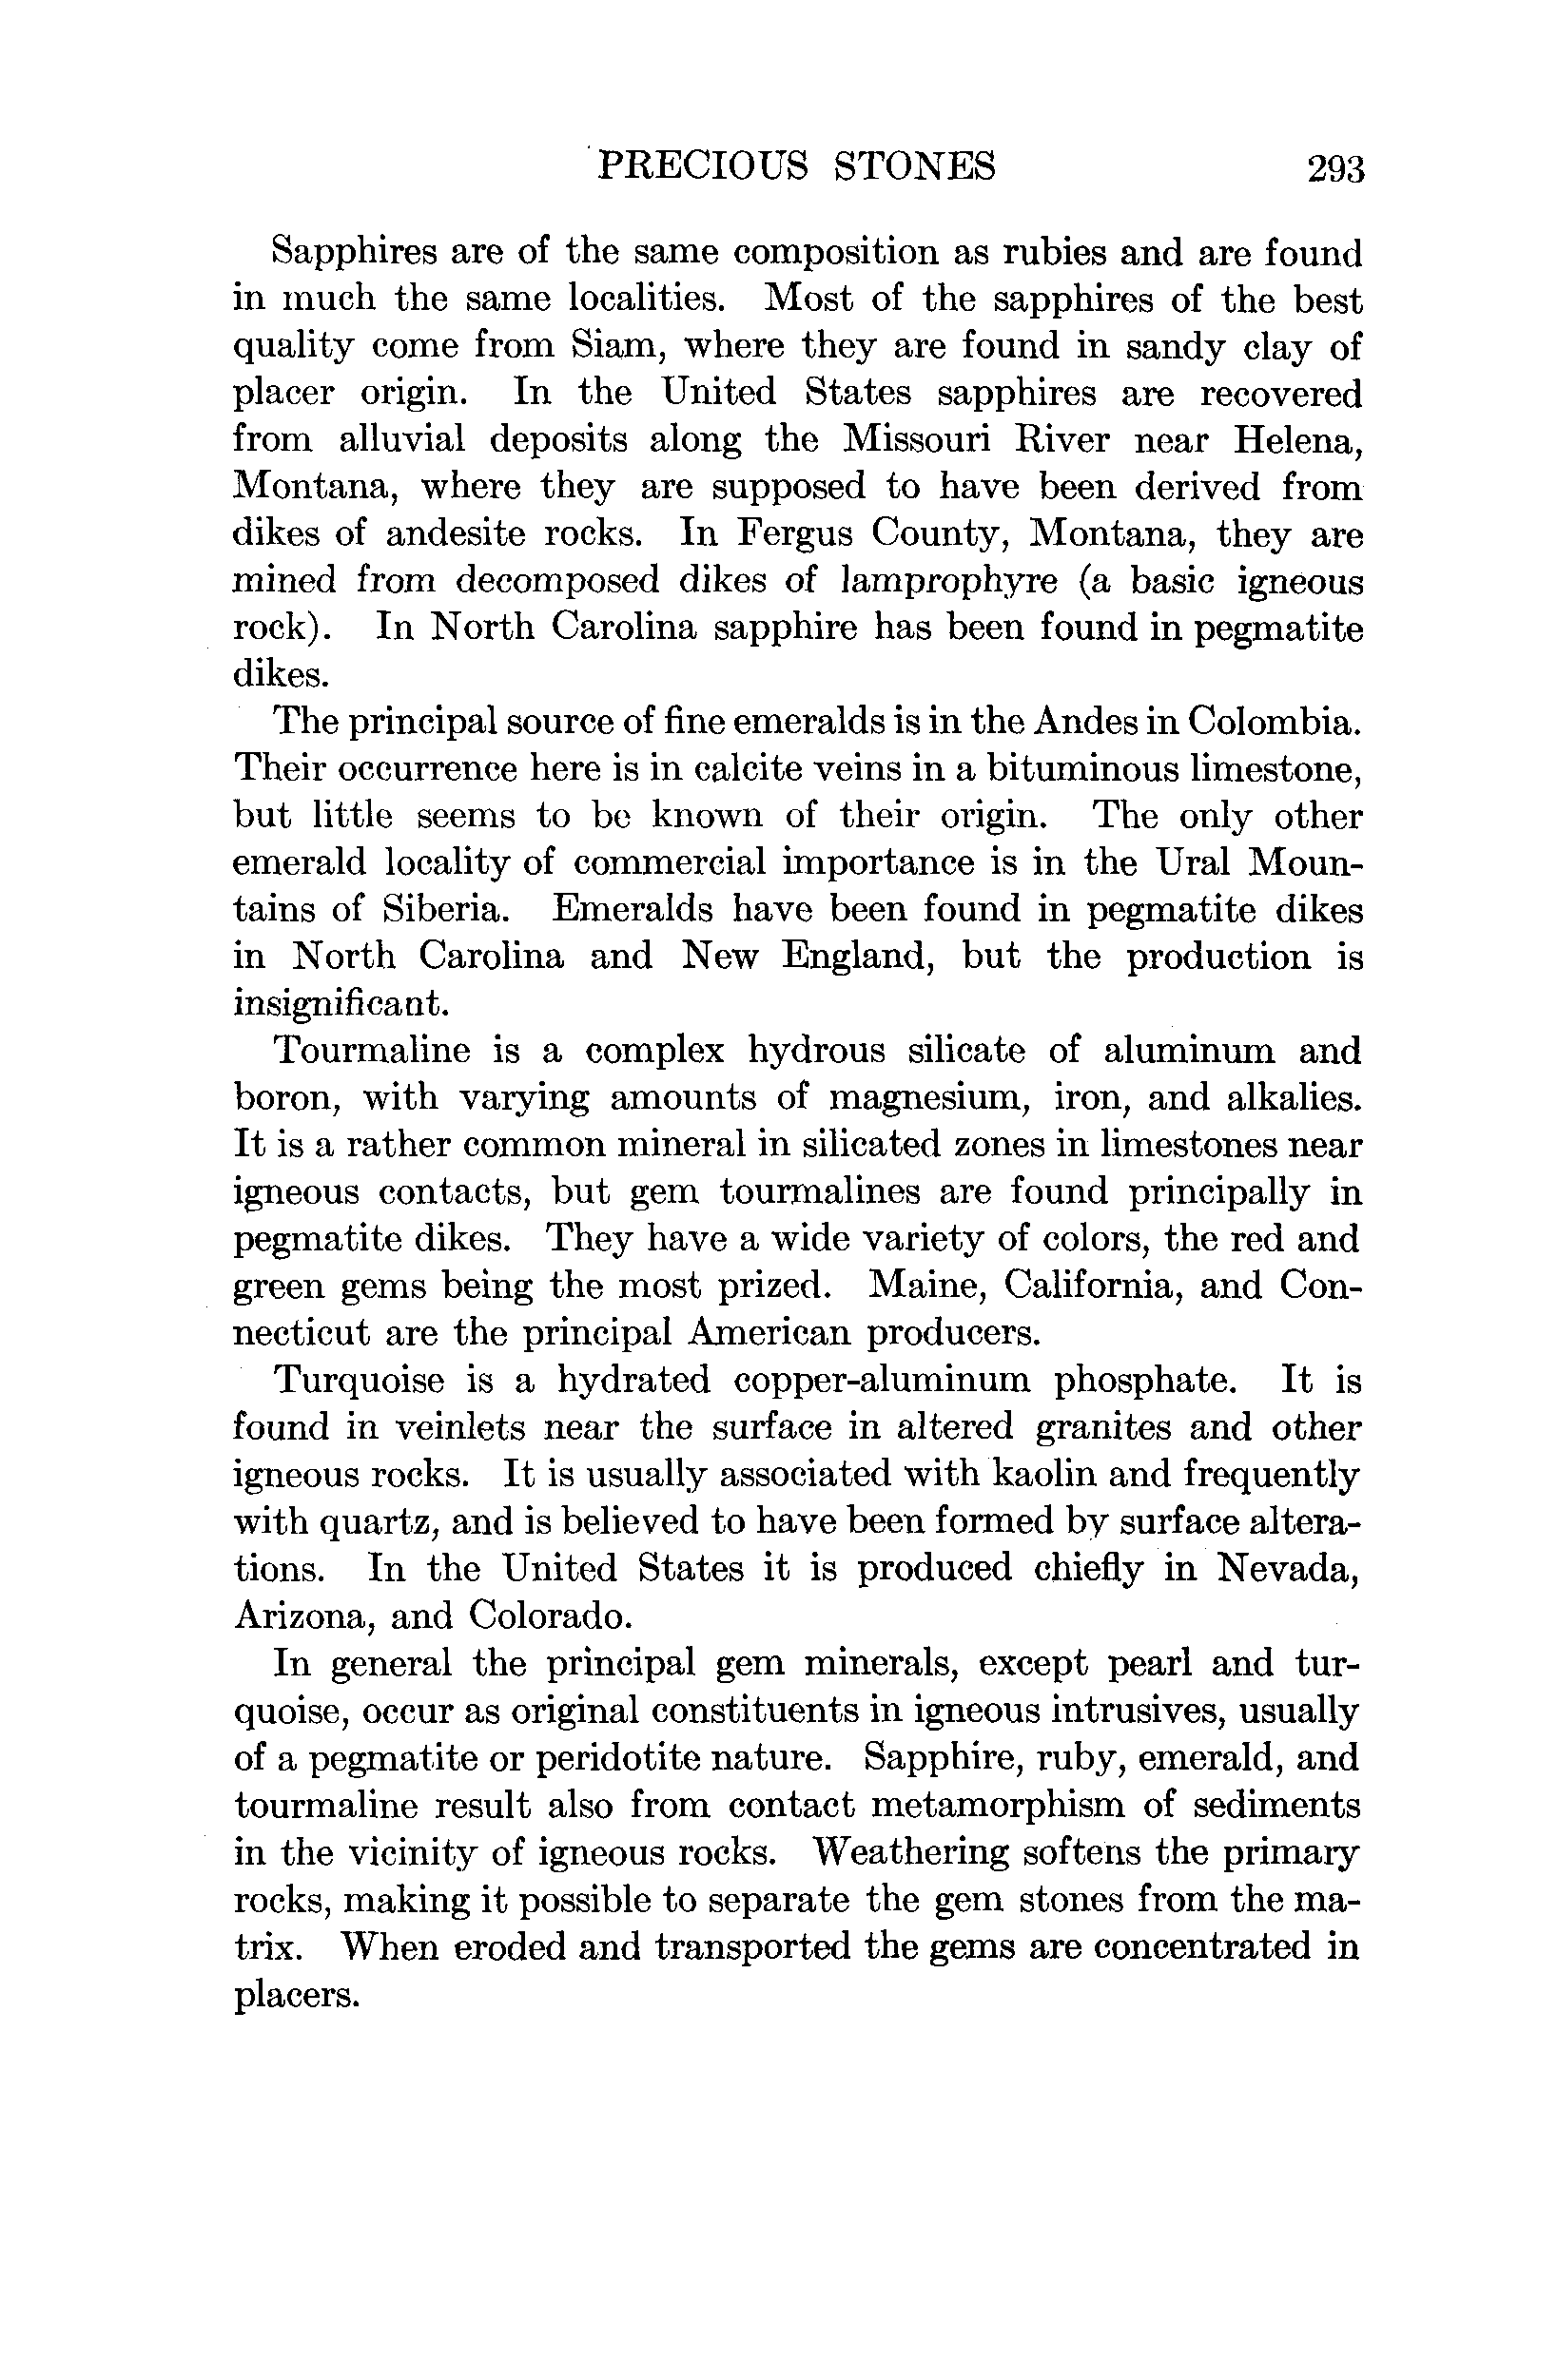 PRECIOUS STONES 293
Sapphires are of the same composition as rubies and are found
in much the same localities. Most of the sapphires of the best
quality come from Siam, where they are found in sandy clay of
placer origin. In the United States sapphires are recovered
from alluvial deposits along the Missouri River near Helena,
Montana, where they are supposed to have been derived from
dikes of andesite rocks. In Fergus County, Montana, they are
mined from decomposed dikes of lamprophyre (a basic igneous
rock). In North Carolina sapphire has been found in pegmatite
dikes.
The principal source of fine emeralds is in the Andes in Colombia.
Their occurrence here is in calcite veins in a bituminous limestone,
but little seems to be known of their origin. The only other
emerald locality of commercial importance is in the Ural Moun-
tains of Siberia. Emeralds have been found in pegmatite dikes
in North Carolina and New England, but the production is
insignificant.
Tourmaline is a complex hydrous silicate of aluminum and
boron, with varying amounts of magnesium, iron, and alkalies.
It is a rather common mineral in silicated zones in limestones near
igneous contacts, but gem tourmalines are found principally in
pegmatite dikes. They have a wide variety of colors, the red and
green gems being the most prized. Maine, California, and Con-
necticut are the principal American producers.
Turquoise is a hydrated copper-aluminum phosphate. It is
found in veinlets near the surface in altered granites and other
igneous rocks. It is usually associated with kaolin and frequently
with quartz, and is believed to have been formed by surface altera-
tions. In the United States it is produced chiefly in Nevada,
Arizona, and Colorado.
In general the principal gem minerals, except pearl and tur-
quoise, occur as original constituents in igneous intrusives, usually
of a pegmatite or peridotite nature. Sapphire, ruby, emerald, and
tourmaline result also from contact metamorphism of sediments
in the vicinity of igneous rocks. Weathering softens the primary
rocks, making it possible to separate the gem stones from the ma-
trix. When eroded and transported the gems are concentrated in
placers.